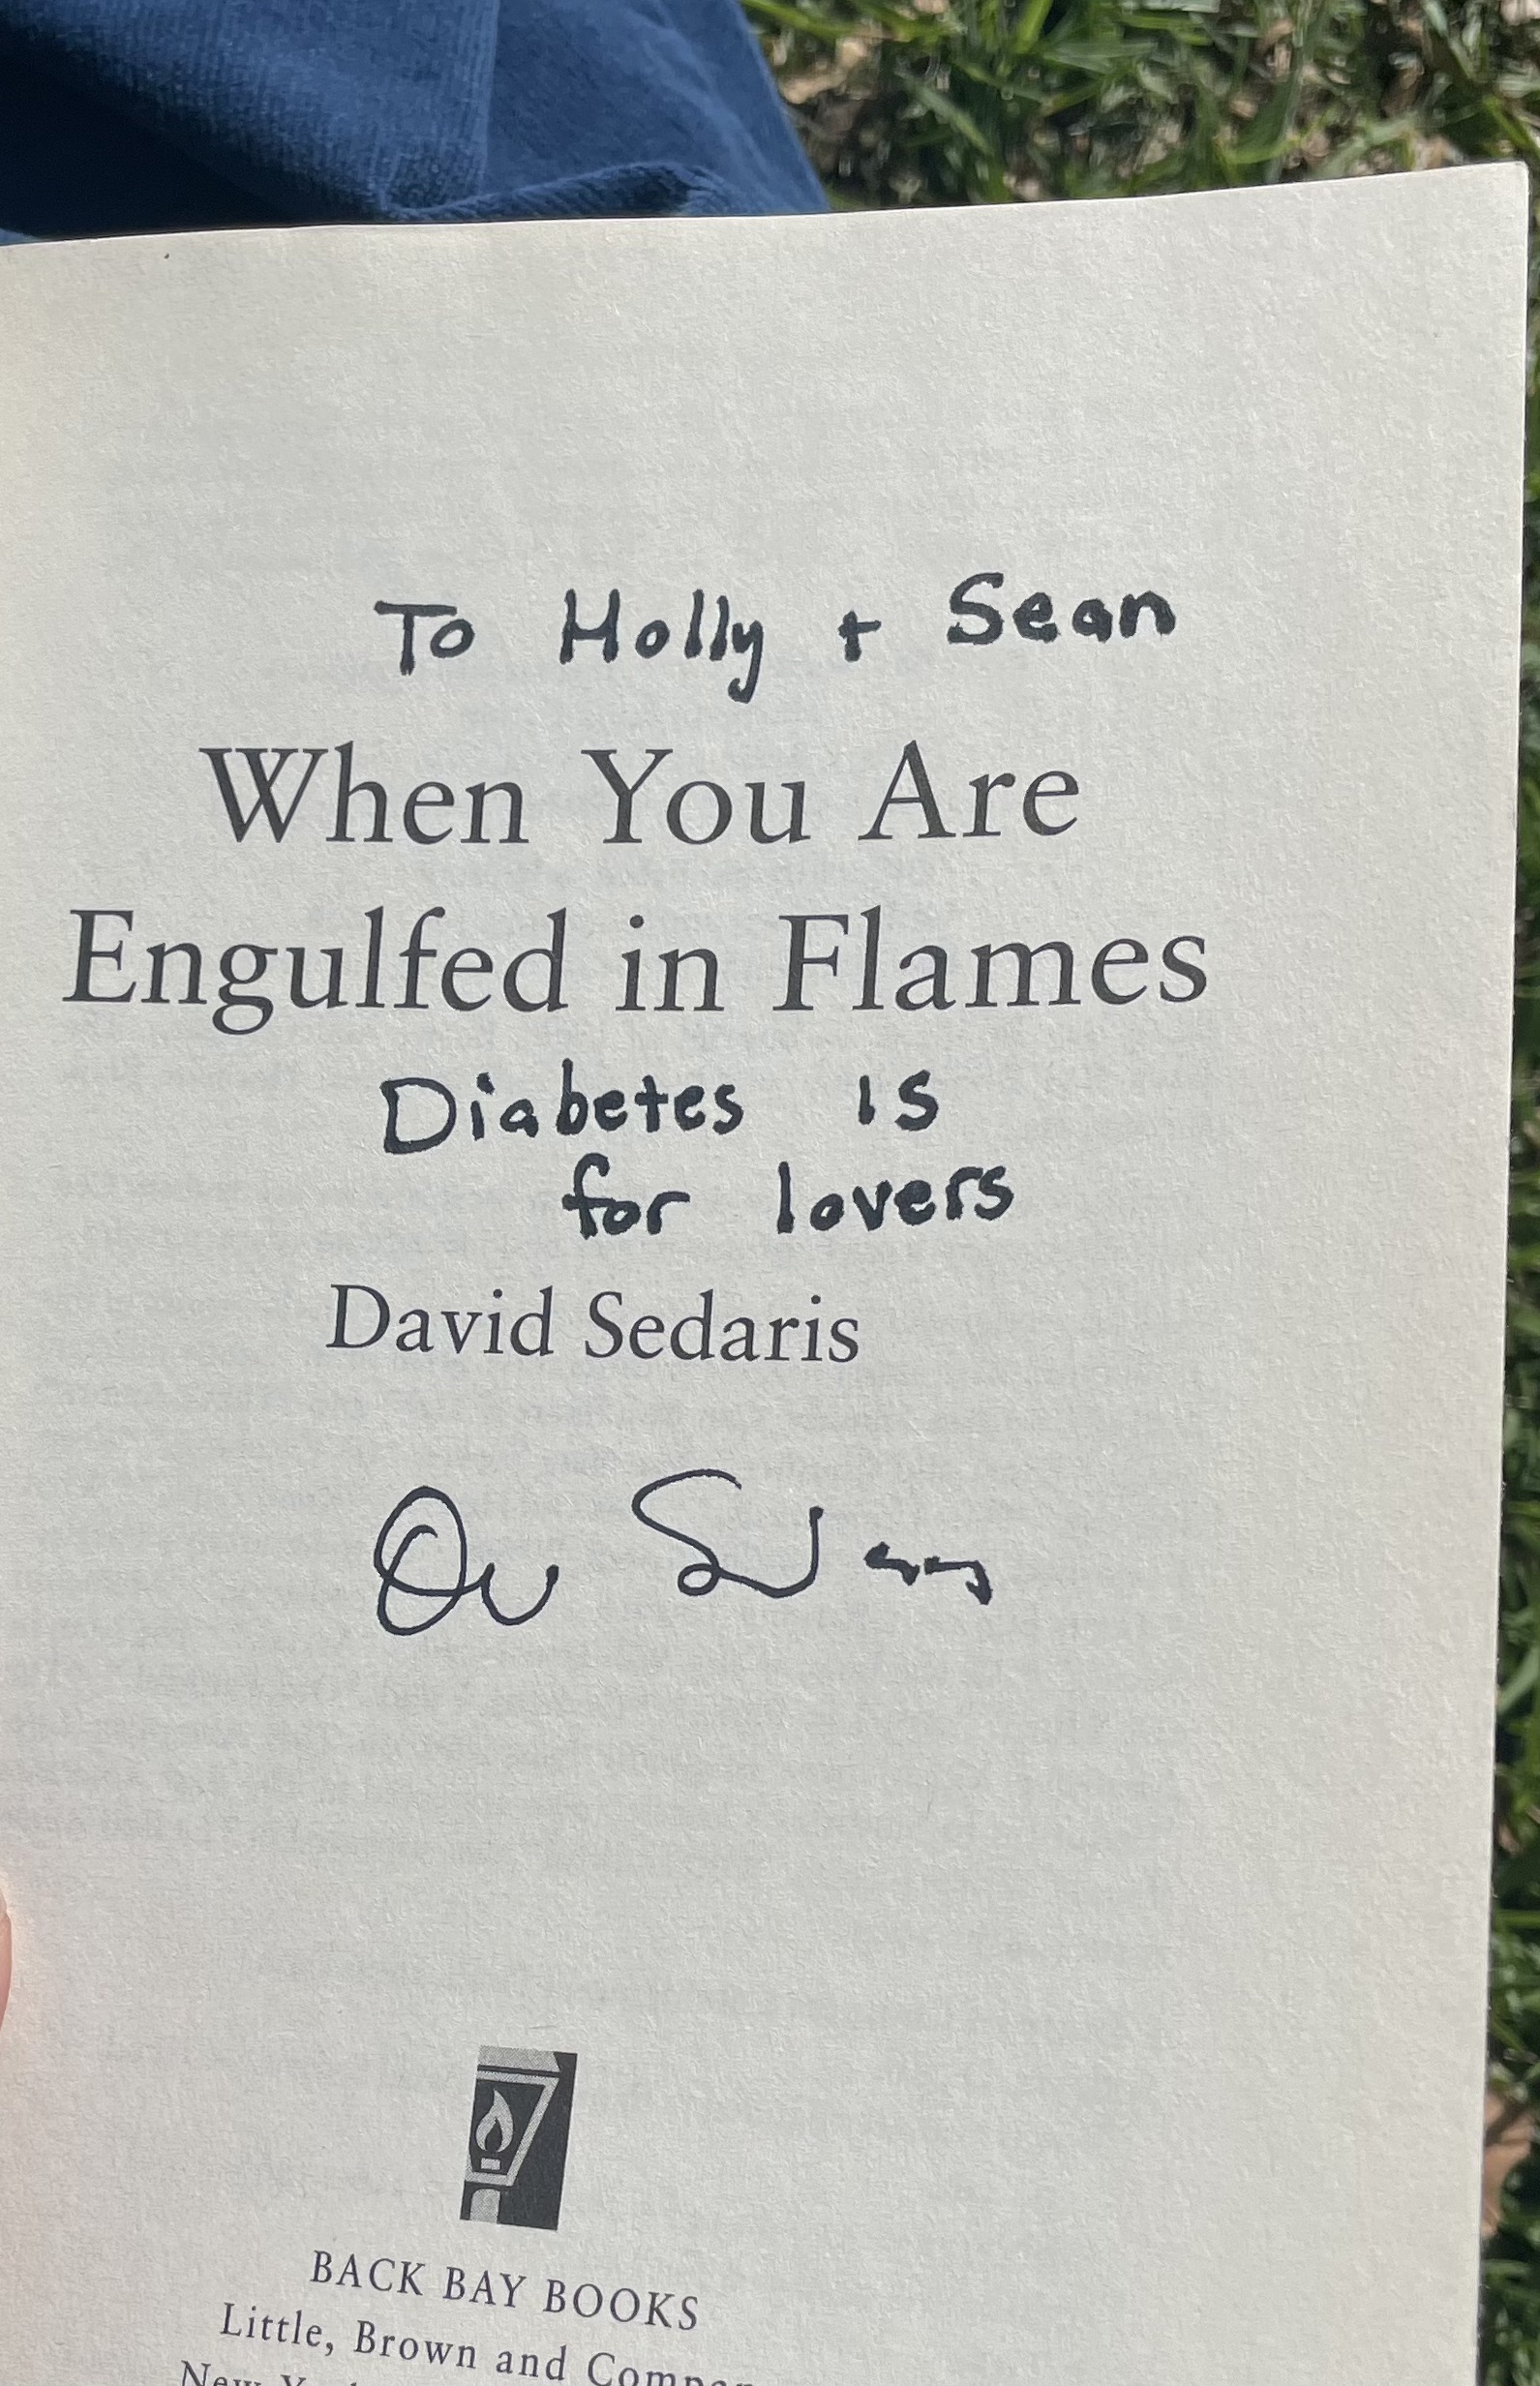 To Holly + Sean
When You Are
Engulfed in Flames
Diabetes is
for lovers
David Sedaris
BACK BAY BOOKS
Little, Brown and
New